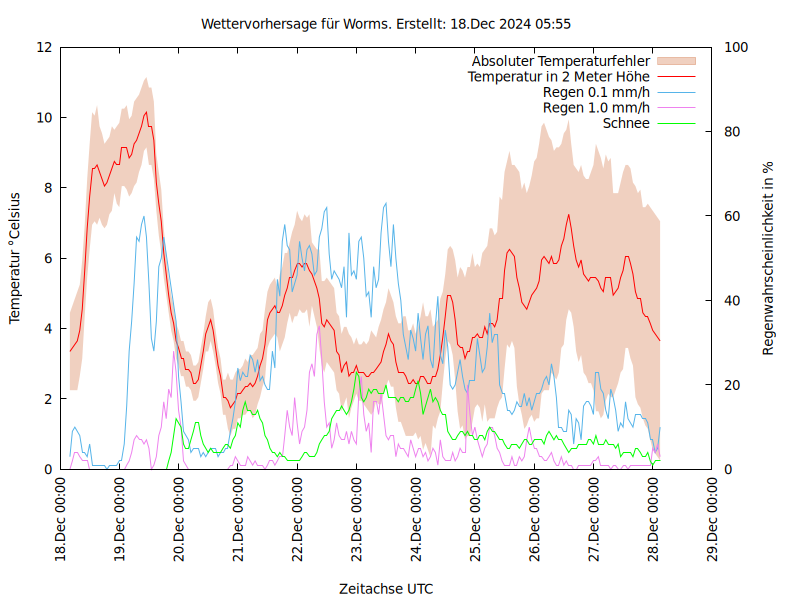 Wettervorhersage für Worms. Erstellt: 18.Dec 2024 05:55
Absoluter Temperaturfehler
Temperatur in 2 Meter Höhe
Regen 0.1 mm/h
Regen 1.0 mm/h
Schnee
Temperatur °Celsius
12
10
8
6
4
2
0
100
80
60
40
20
0
Regenwahrscheinlichkeit in %
18.Dec 00:00
19.Dec 00:00
20.Dec 00:00
21.Dec 00:00
22.Dec 00:00
23.Dec 00:00
24.Dec 00:00
25.Dec 00:00
26.Dec 00:00
27.Dec 00:00
28.Dec 00:00
29.Dec 00:00
Zeitachse UTC